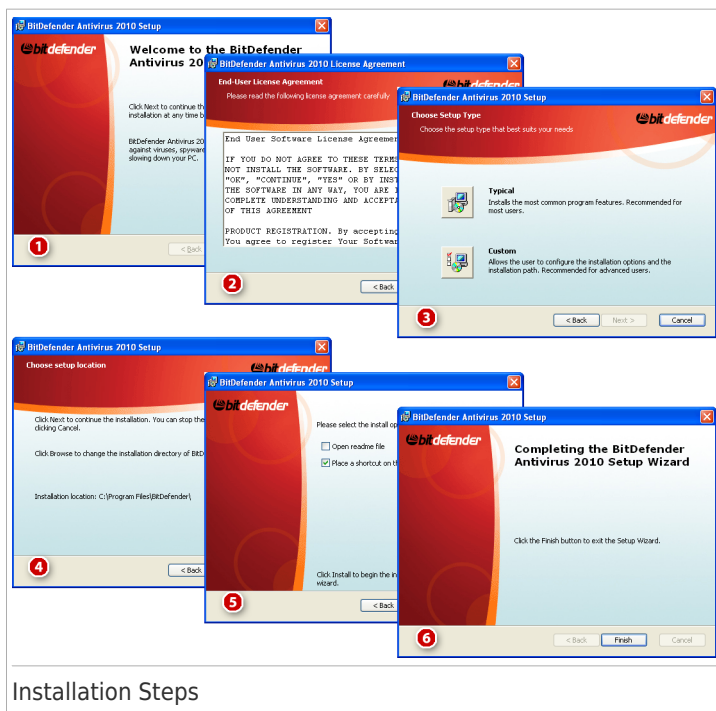 BitDefender Antivirus 2010 Setup
bitdefender
Welcome to the BitDefender
Antivirus 20
Click Next to continue th
installation at any time b
BitDefender Antivirus 20
against viruses, spyware
slowing down your PC.
1
< Back
BitDefender Antivirus 2010 License Agreement
End-User License Agreement
Please read the following license agreement carefully
bitdefender
End User Software License Agreemen
IF YOU DO NOT AGREE TO THESE TERMS
NOT INSTALL THE SOFTWARE. BY SELEC
"OK", "CONTINUE", "YES" OR BY INST
THE SOFTWARE IN ANY WAY, YOU ARE I
COMPLETE UNDERSTANDING AND ACCEPTA
OF THIS AGREEMENT
PRODUCT REGISTRATION. By accepting
You agree to register Your Softwar
2
< Back
BitDefender Antivirus 2010 Setup
Choose Setup Type
Choose the setup type that best suits your needs
bitdefender
Typical
Installs the most common program features. Recommended for
most users.
Custom
Allows the user to configure the installation options and the
installation path. Recommended for advanced users.
3
< Back Next > Cancel
BitDefender Antivirus 2010 Setup
Choose setup location
bitdefender
Click Next to continue the installation. You can stop the
clicking Cancel.
Click Browse to change the installation directory of BitD
Installation location: C:\Program Files\BitDefender\
4
< Back
BitDefender Antivirus 2010 Setup
bitdefender
Please select the install op
Open readme file
Place a shortcut on th
Click Install to begin the in
wizard.
5
< Back
BitDefender Antivirus 2010 Setup
bitdefender
Completing the BitDefender
Antivirus 2010 Setup Wizard
Click the Finish button to exit the Setup Wizard.
6
< Back Finish Cancel
Installation Steps